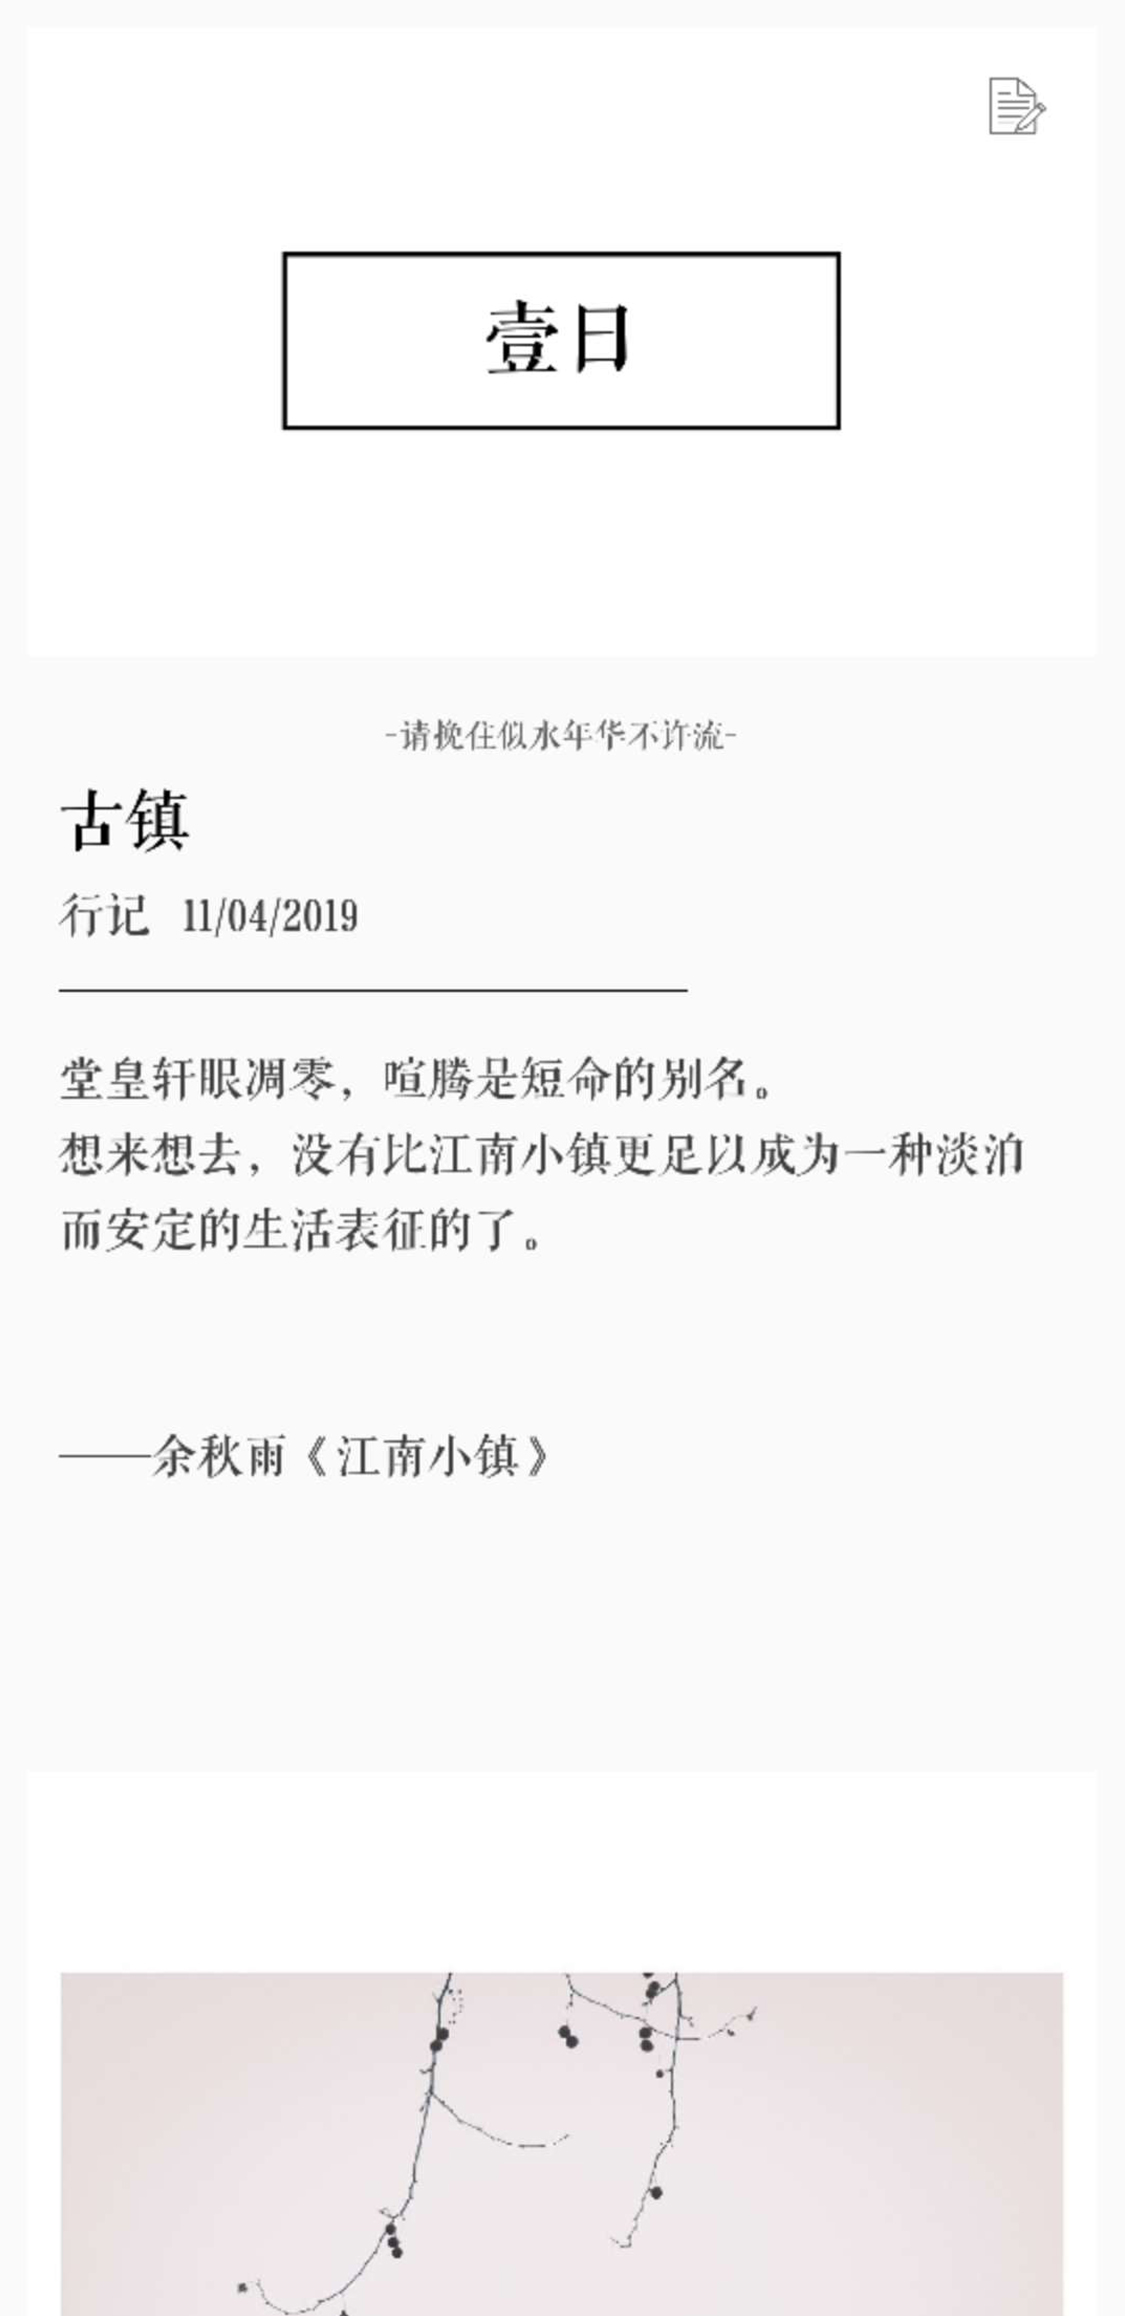 壹日
-请挽住似水年华不许流-
古镇
行记 11/04/2019
堂皇轩眼凋零，喧腾是短命的别名。
想来想去，没有比江南小镇更足以成为一种淡泊
而安定的生活表征的了。
——余秋雨《江南小镇》